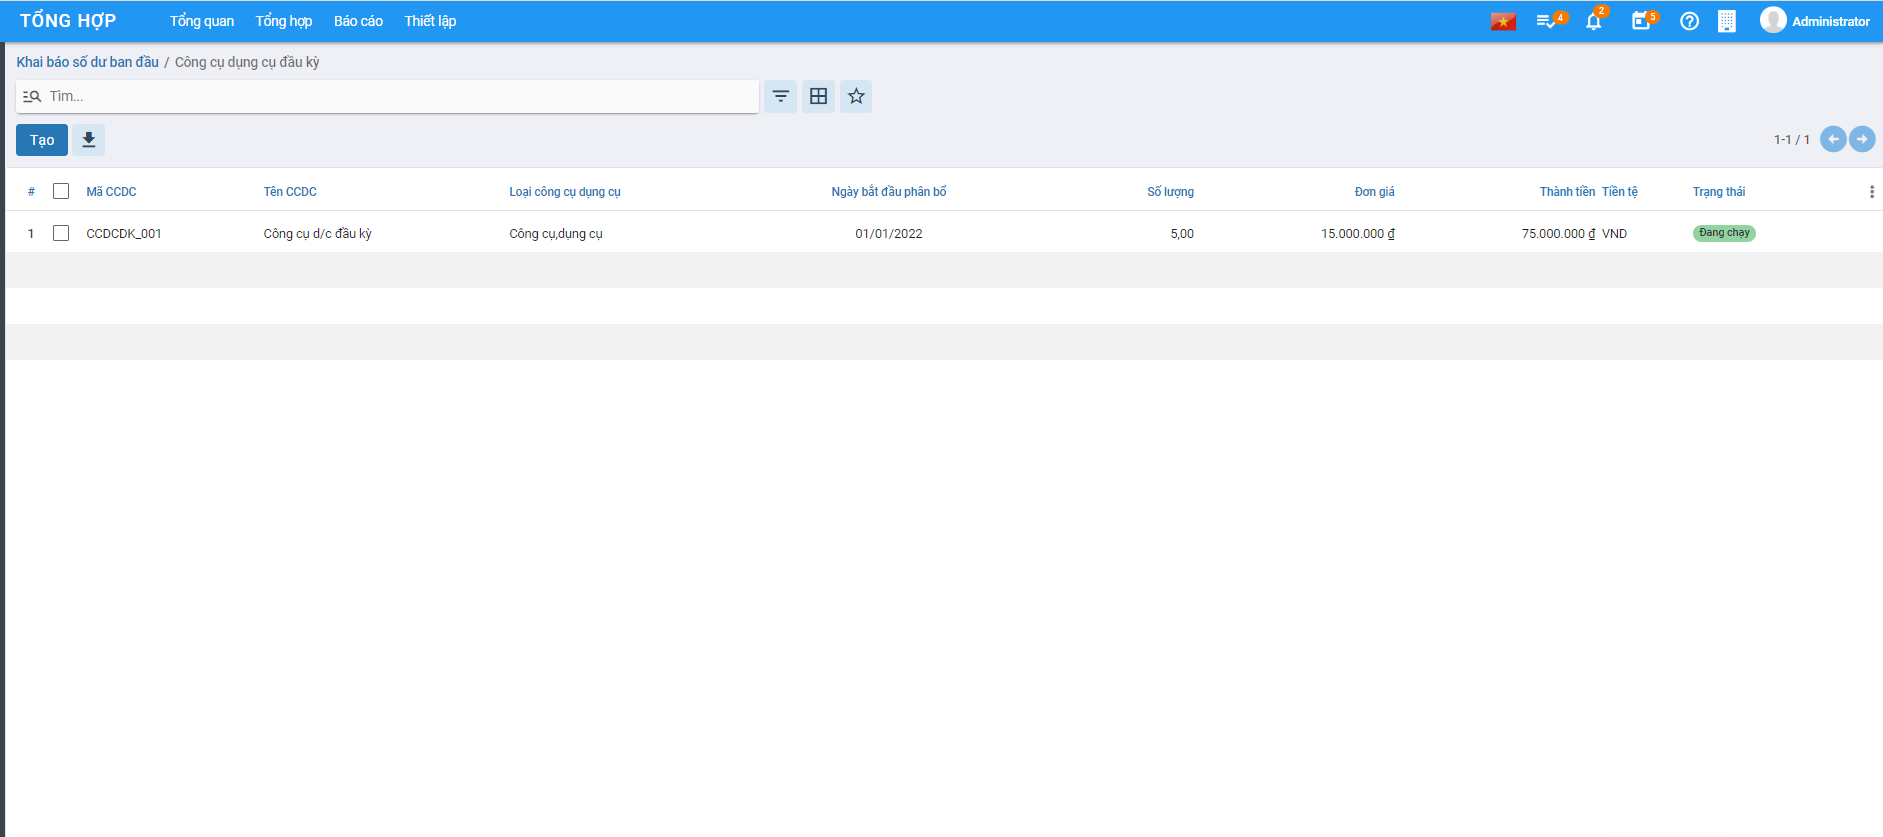 TỔNG HỢP Tổng quan Tổng hợp Báo cáo Thiết lập 4 2 5 Administrator
Khai báo số dư ban đầu / Công cụ dụng cụ đầu kỳ
Tìm...
Tạo 1-1 / 1
# Mã CCDC Tên CCDC Loại công cụ dụng cụ Ngày bắt đầu phân bổ Số lượng Đơn giá Thành tiền Tiền tệ Trạng thái
1 CCDCDK_001 Công cụ d/c đầu kỳ Công cụ,dụng cụ 01/01/2022 5,00 15.000.000 ₫ 75.000.000 ₫ VND Đang chạy